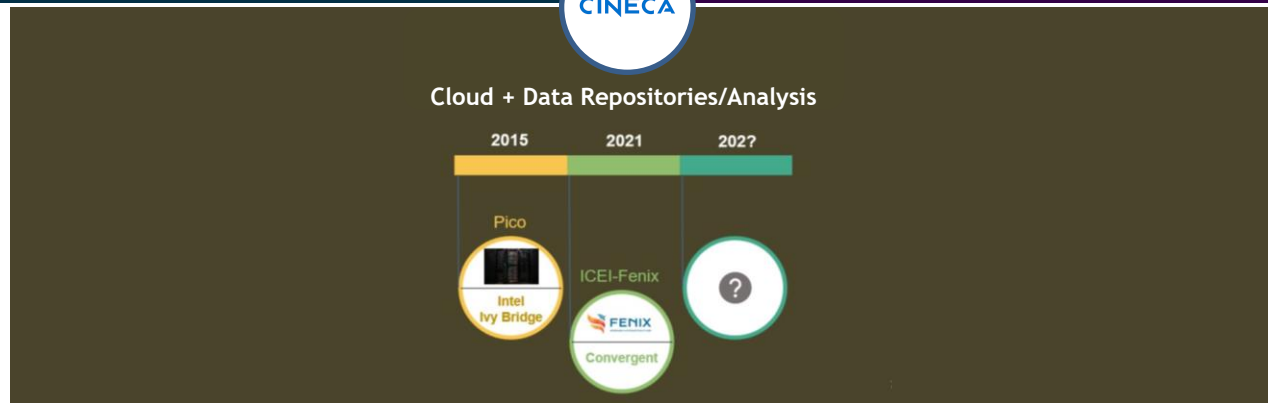 CINECA
Cloud + Data Repositories/Analysis
2015 2021 202?
Pico
Intel
Ivy Bridge
ICEI-Fenix
FENIX
Convergent
?